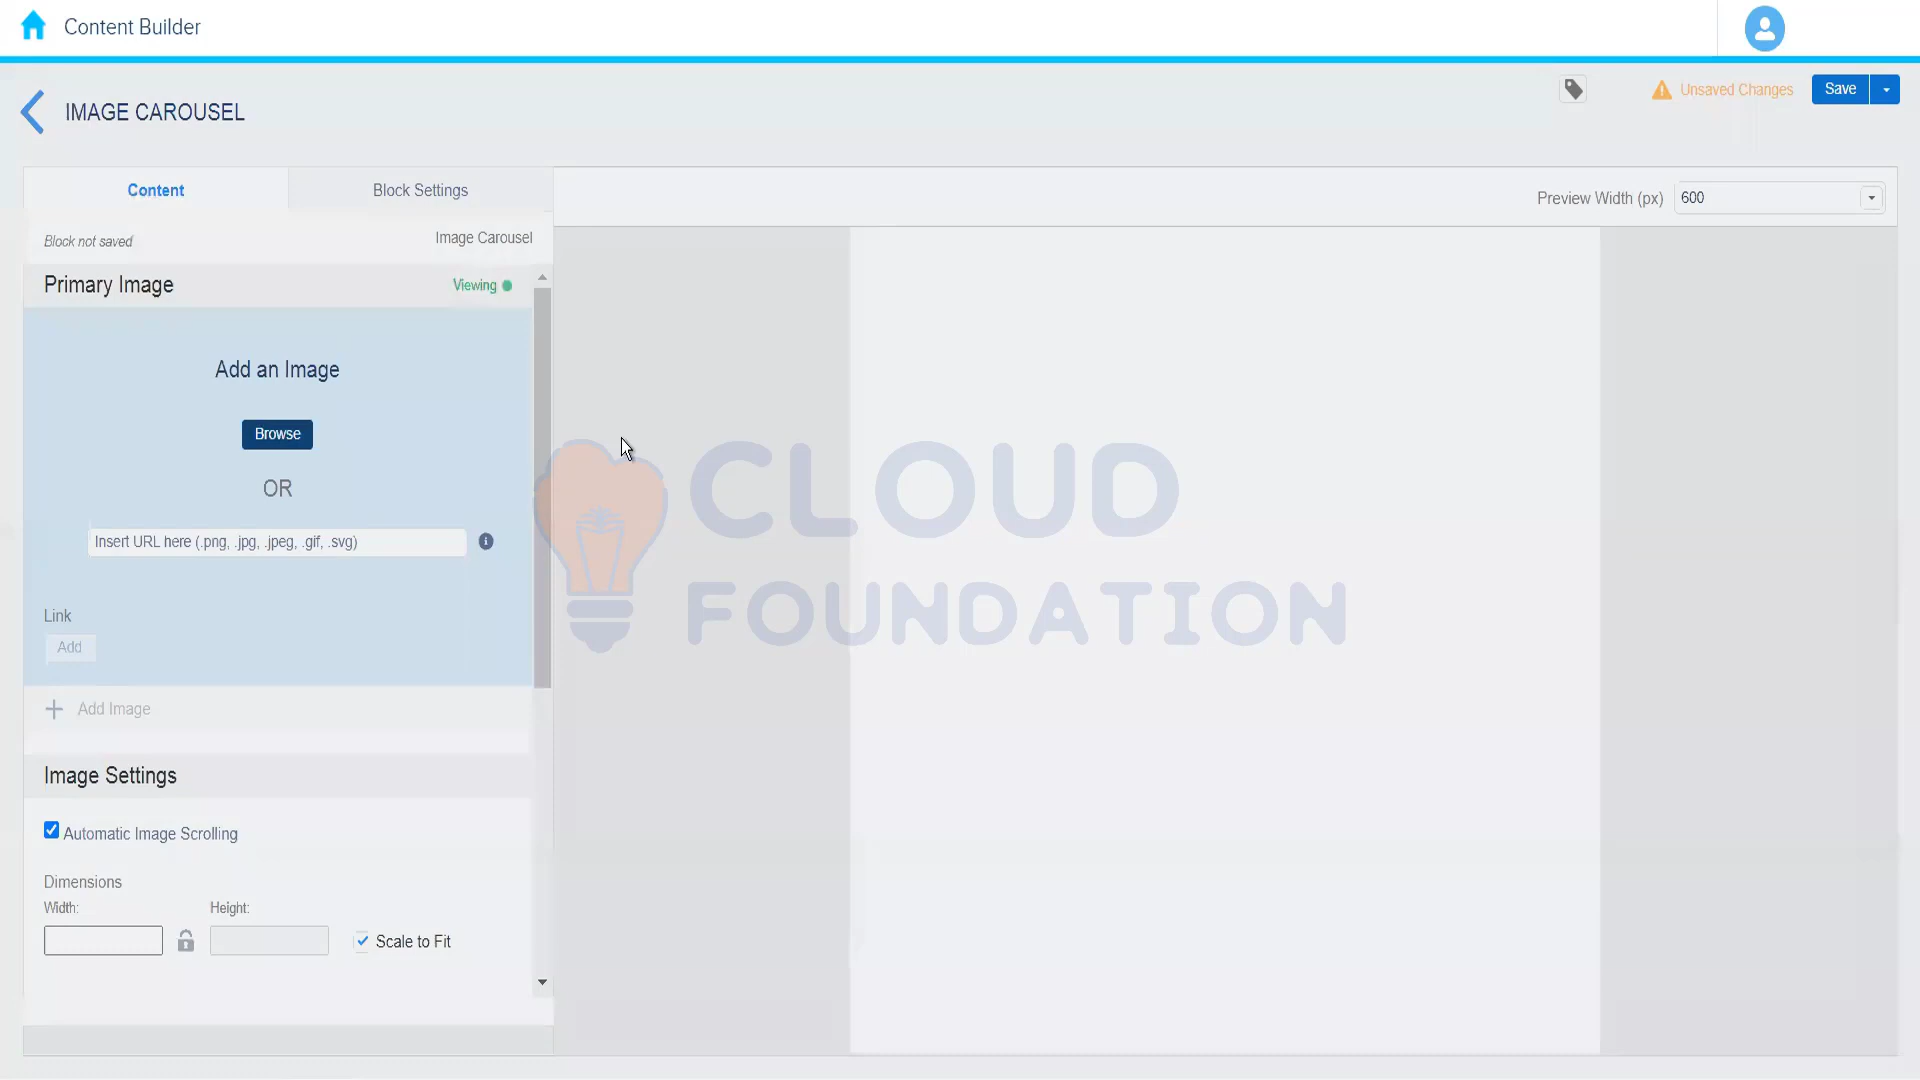 Content Builder
IMAGE CAROUSEL
Unsaved Changes
Save
Content
Block Settings
Preview Width (px)
600
Block not saved
Image Carousel
Primary Image
Viewing
Add an Image
Browse
OR
Insert URL here (.png, .jpg, .jpeg, .gif, .svg)
Link
Add
Add Image
Image Settings
Automatic Image Scrolling
Dimensions
Width:
Height:
Scale to Fit
CLOUD
FOUNDATION